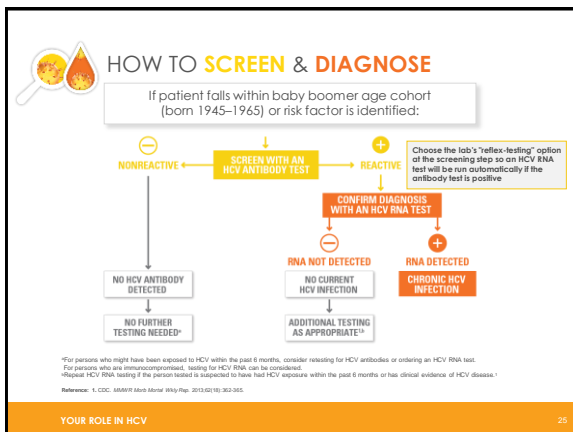 HOW TO SCREEN & DIAGNOSE
If patient falls within baby boomer age cohort
(born 1945–1965) or risk factor is identified:
NONREACTIVE
SCREEN WITH AN
HCV ANTIBODY TEST
REACTIVE
Choose the lab's "reflex-testing" option
at the screening step so an HCV RNA
test will be run automatically if the
antibody test is positive
CONFIRM DIAGNOSIS
WITH AN HCV RNA TEST
RNA NOT DETECTED
RNA DETECTED
NO HCV ANTIBODY
DETECTED
NO CURRENT
HCV INFECTION
CHRONIC HCV
INFECTION
NO FURTHER
TESTING NEEDEDᵃ
ADDITIONAL TESTING
AS APPROPRIATE¹,ᵇ
ᵃFor persons who might have been exposed to HCV within the past 6 months, consider retesting for HCV antibodies or ordering an HCV RNA test.
For persons who are immunocompromised, testing for HCV RNA can be considered.
ᵇRepeat HCV RNA testing if the person tested is suspected to have had HCV exposure within the past 6 months or has clinical evidence of HCV disease.¹
Reference: 1. CDC. MMWR Morb Mortal Wkly Rep. 2013;62(18):362-365.
YOUR ROLE IN HCV
25